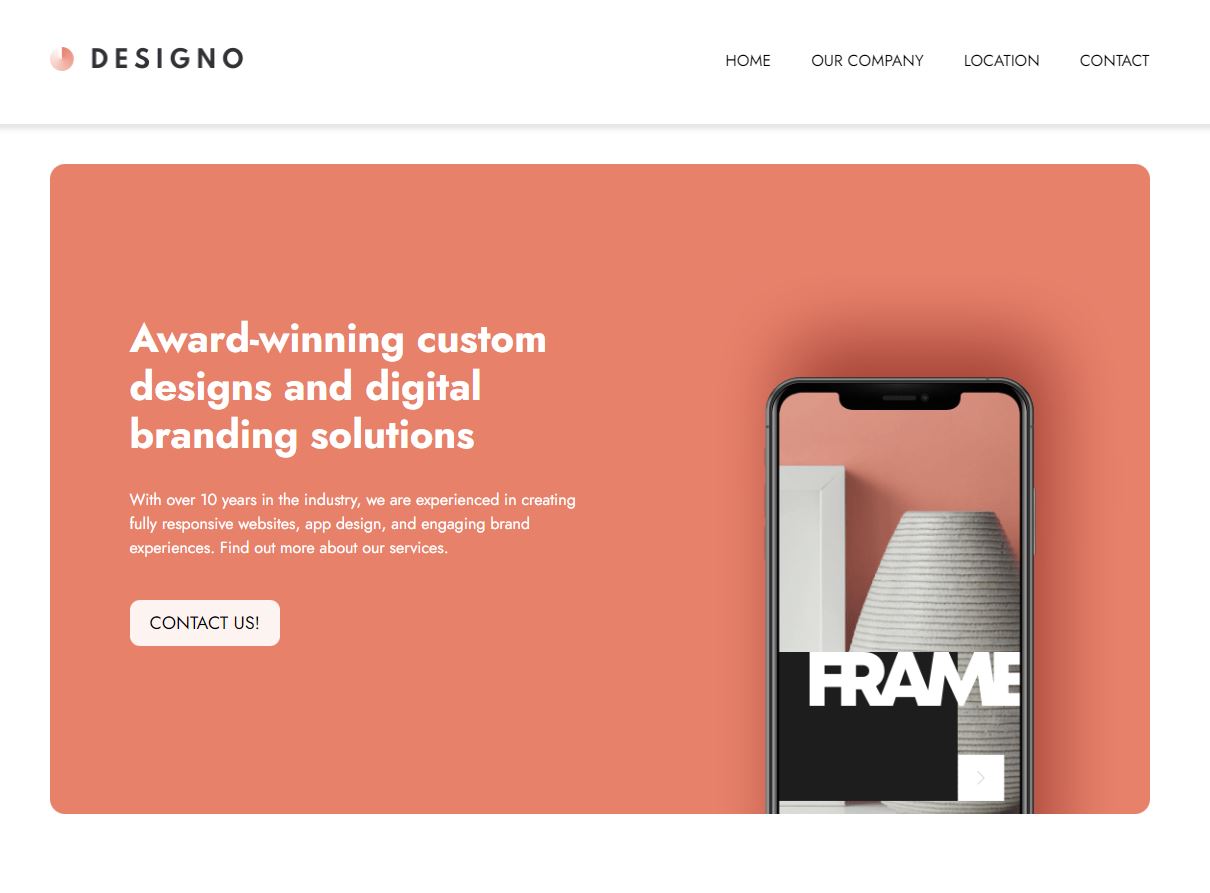 DESIGNO
HOME OUR COMPANY LOCATION CONTACT
Award-winning custom
designs and digital
branding solutions
With over 10 years in the industry, we are experienced in creating
fully responsive websites, app design, and engaging brand
experiences. Find out more about our services.
CONTACT US!
FRAME